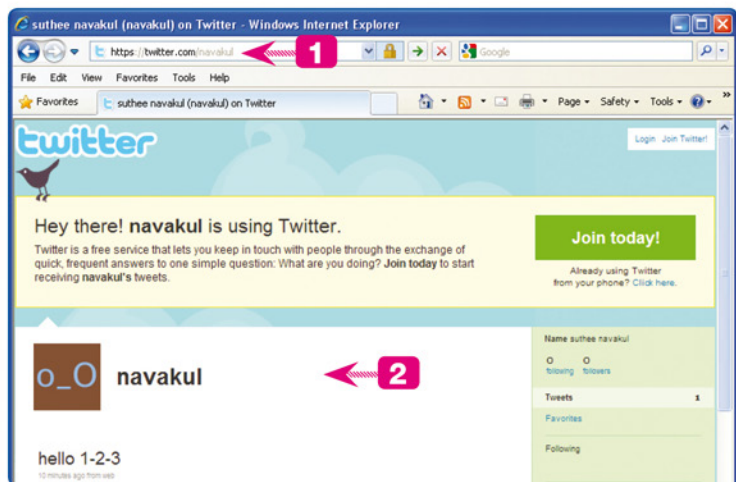 suthee navakul (navakul) on Twitter - Windows Internet Explorer
https://twitter.com/navakul
1
Google
File Edit View Favorites Tools Help
Favorites
suthee navakul (navakul) on Twitter
Page Safety Tools »
twitter
Login Join Twitter!
Hey there! navakul is using Twitter.
Twitter is a free service that lets you keep in touch with people through the exchange of
quick, frequent answers to one simple question: What are you doing? Join today to start
receiving navakul's tweets.
Join today!
Already using Twitter
from your phone? Click here.
o_O
navakul
2
hello 1-2-3
10 minutes ago from web
Name suthee navakul
0 0
following followers
Tweets 1
Favorites
Following